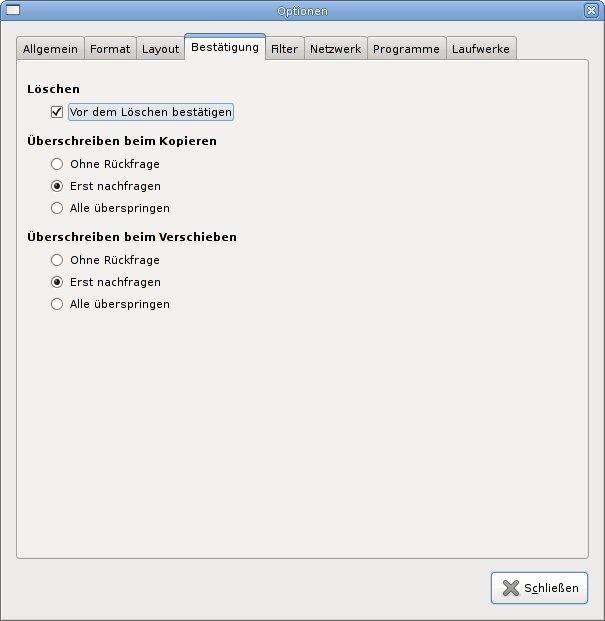 Optionen
Allgemein Format Layout Bestätigung Filter Netzwerk Programme Laufwerke
Löschen
Vor dem Löschen bestätigen
Überschreiben beim Kopieren
Ohne Rückfrage
Erst nachfragen
Alle überspringen
Überschreiben beim Verschieben
Ohne Rückfrage
Erst nachfragen
Alle überspringen
Schließen